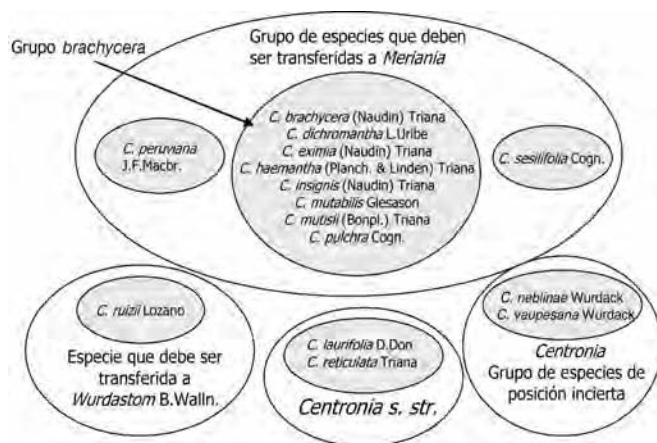 Grupo brachycera
Grupo de especies que deben
ser transferidas a Meriania
C. peruviana
J.F.Macbr.
C. brachycera (Naudin) Triana
C. dichromantha L.Uribe
C. eximia (Naudin) Triana
C. haemantha (Planch. & Linden) Triana
C. insignis (Naudin) Triana
C. mutabilis Glesason
C. mutisii (Bonpl.) Triana
C. pulchra Cogn.
C. sesilifolia Cogn.
C. ruizii Lozano
Especie que debe ser
transferida a
Wurdastom B.Walln.
C. laurifolia D.Don
C. reticulata Triana
Centronia s. str.
C. neblinae Wurdack
C. vaupesana Wurdack
Centronia
Grupo de especies de
posición incierta